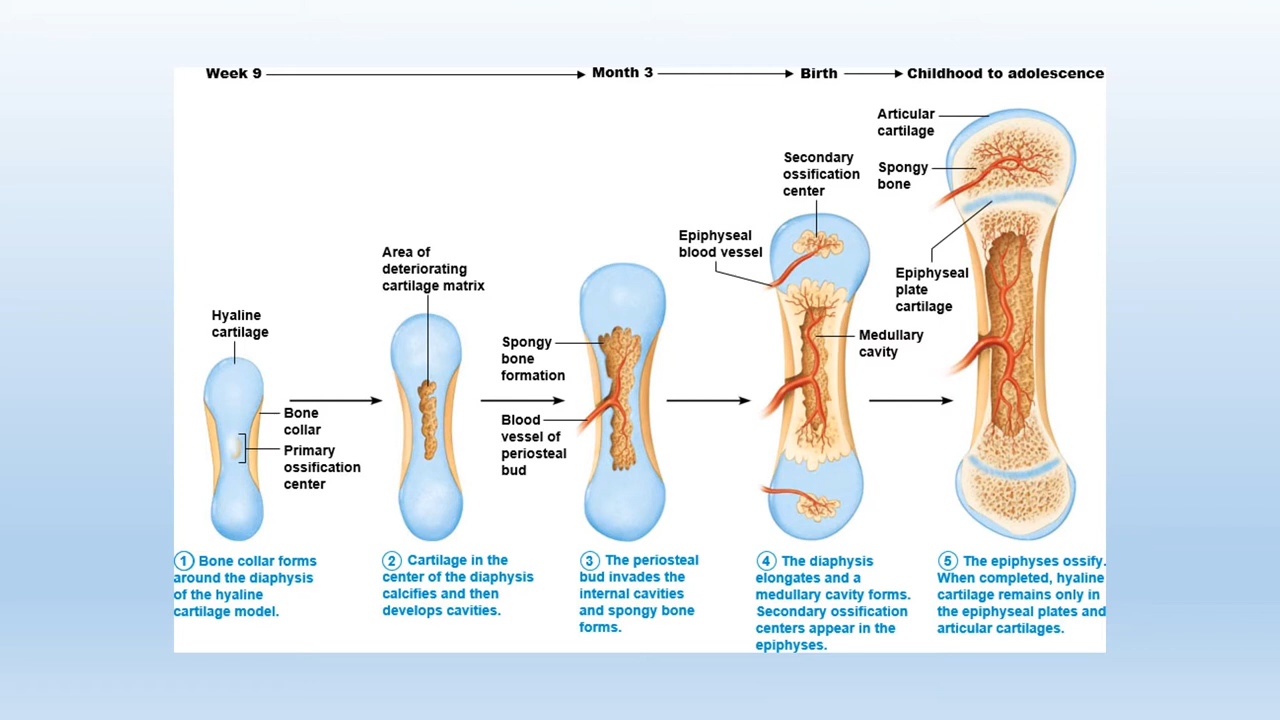 Week 9
Month 3
Birth
Childhood to adolescence
Hyaline
cartilage
Bone
collar
Primary
ossification
center
Area of
deteriorating
cartilage matrix
Spongy
bone
formation
Blood
vessel of
periosteal
bud
Epiphyseal
blood vessel
Secondary
ossification
center
Medullary
cavity
Articular
cartilage
Spongy
bone
Epiphyseal
plate
cartilage
1 Bone collar forms
around the diaphysis
of the hyaline
cartilage model.
2 Cartilage in the
center of the diaphysis
calcifies and then
develops cavities.
3 The periosteal
bud invades the
internal cavities
and spongy bone
forms.
4 The diaphysis
elongates and a
medullary cavity forms.
Secondary ossification
centers appear in the
epiphyses.
5 The epiphyses ossify.
When completed, hyaline
cartilage remains only in
the epiphyseal plates and
articular cartilages.